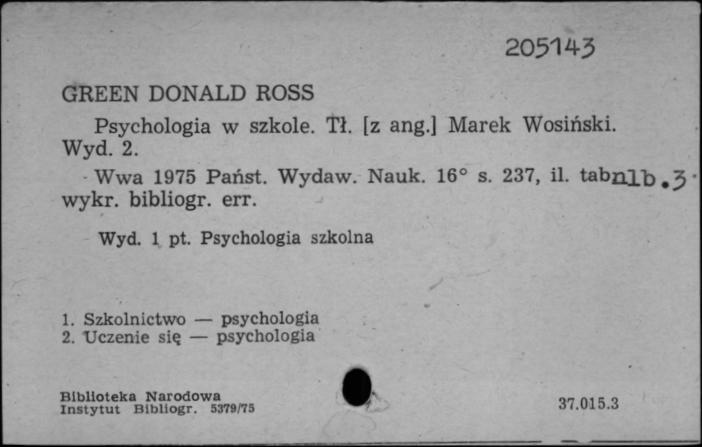 205143
GREEN DONALD ROSS
Psychologia w szkole. Tł. [z ang.] Marek Wosiński.
Wyd. 2.
Wwa 1975 Państ. Wydaw. Nauk. 16° s. 237, il. tabnlb.3
wykr. bibliogr. err.
Wyd. 1 pt. Psychologia szkolna
1. Szkolnictwo — psychologia
2. Uczenie się — psychologia
Biblioteka Narodowa
Instytut Bibliogr. 5379/75
37.015.3